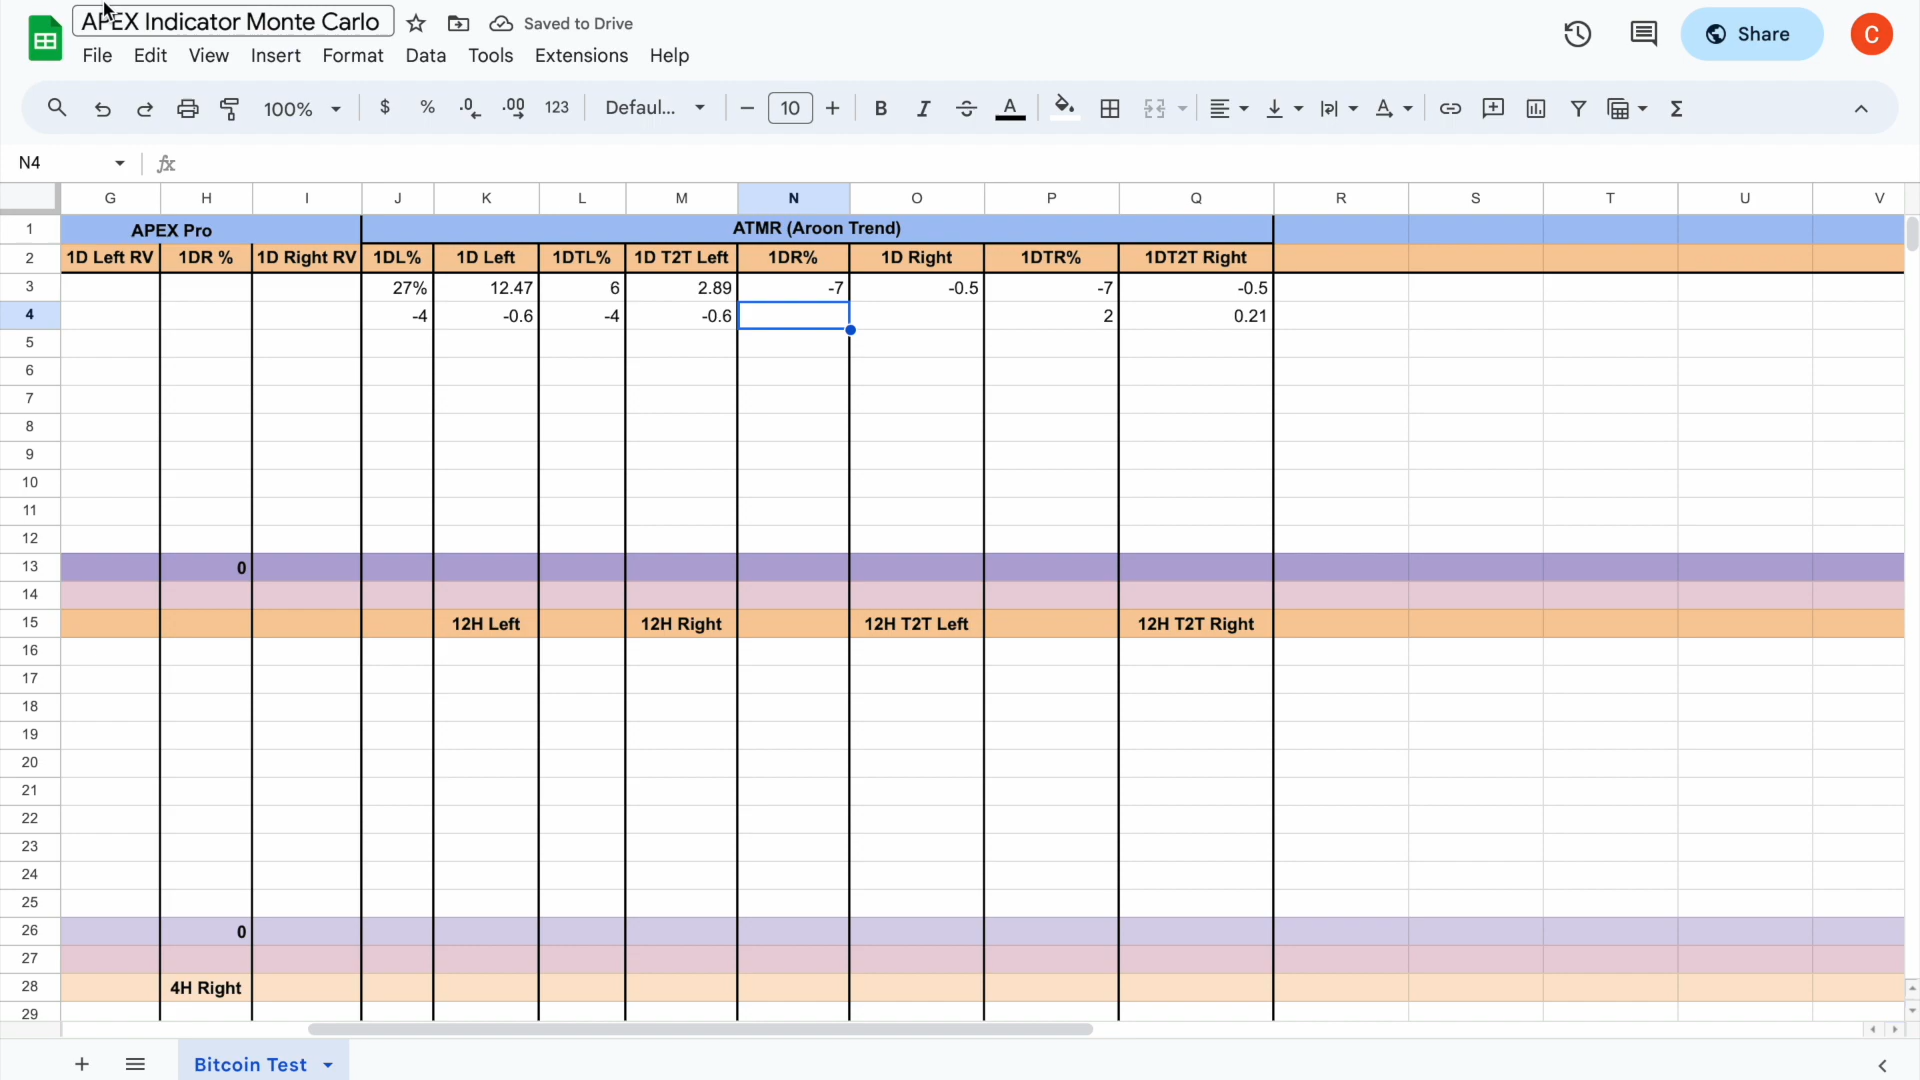 APEX Indicator Monte Carlo
Saved to Drive
Share
C
File Edit View Insert Format Data Tools Extensions Help
100% $ % .0 .00 123 Defaul... 10 B I A A Σ
N4 fx
G H I J K L M N O P Q R S T U V
1 APEX Pro ATMR (Aroon Trend)
2 1D Left RV 1DR % 1D Right RV 1DL% 1D Left 1DTL% 1D T2T Left 1DR% 1D Right 1DTR% 1DT2T Right
3 27% 12.47 6 2.89 -7 -0.5 -7 -0.5
4 -4 -0.6 -4 -0.6 2 0.21
5
6
7
8
9
10
11
12
13 0
14
15 12H Left 12H Right 12H T2T Left 12H T2T Right
16
17
18
19
20
21
22
23
24
25
26 0
27
28 4H Right
29
Bitcoin Test